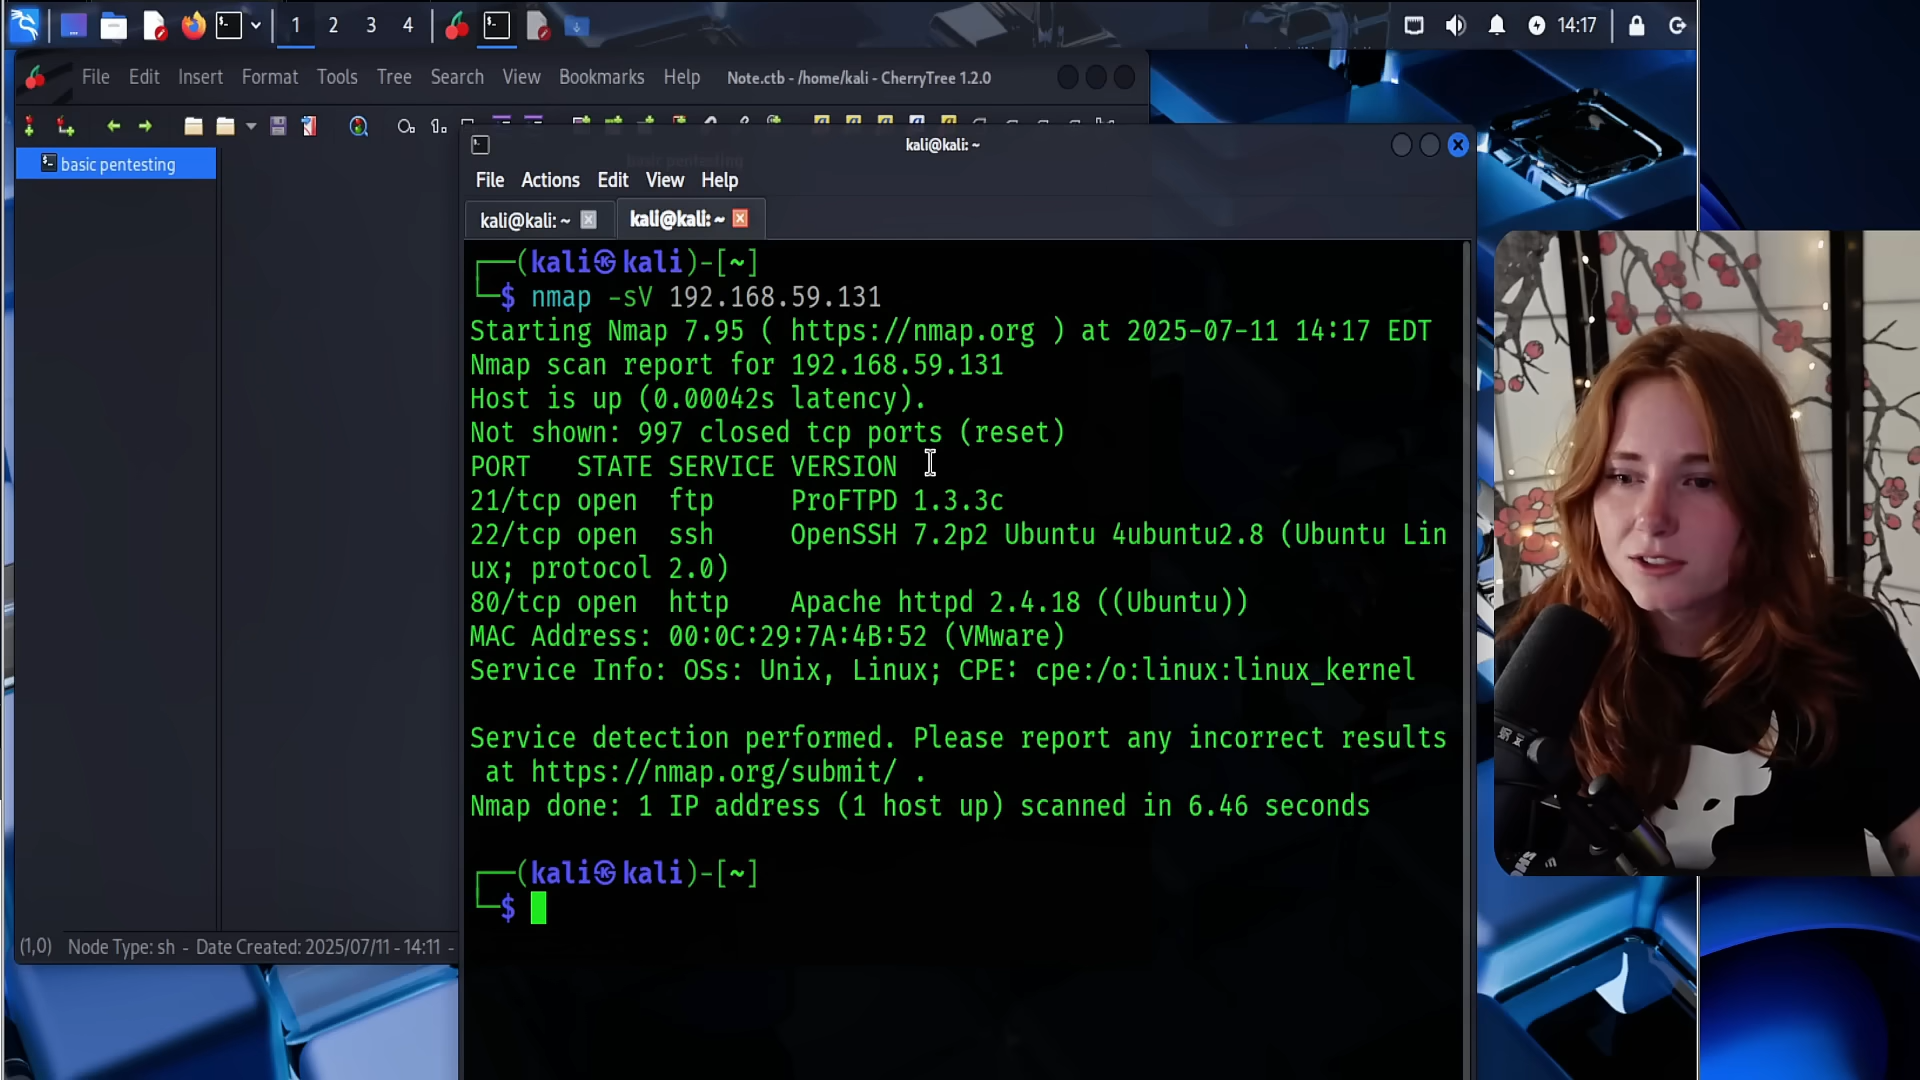 1 2 3 4
14:17
File Edit Insert Format Tools Tree Search View Bookmarks Help Note.ctb - /home/kali - CherryTree 1.2.0
basic pentesting
kali@kali: ~
File Actions Edit View Help
kali@kali: ~ kali@kali: ~
┌──(kali㉿kali)-[~]
└─$ nmap -sV 192.168.59.131
Starting Nmap 7.95 ( https://nmap.org ) at 2025-07-11 14:17 EDT
Nmap scan report for 192.168.59.131
Host is up (0.00042s latency).
Not shown: 997 closed tcp ports (reset)
PORT STATE SERVICE VERSION
21/tcp open ftp ProFTPD 1.3.3c
22/tcp open ssh OpenSSH 7.2p2 Ubuntu 4ubuntu2.8 (Ubuntu Lin
ux; protocol 2.0)
80/tcp open http Apache httpd 2.4.18 ((Ubuntu))
MAC Address: 00:0C:29:7A:4B:52 (VMware)
Service Info: OSs: Unix, Linux; CPE: cpe:/o:linux:linux_kernel
Service detection performed. Please report any incorrect results
at https://nmap.org/submit/ .
Nmap done: 1 IP address (1 host up) scanned in 6.46 seconds
┌──(kali㉿kali)-[~]
└─$
(1,0) Node Type: sh - Date Created: 2025/07/11 - 14:11 -